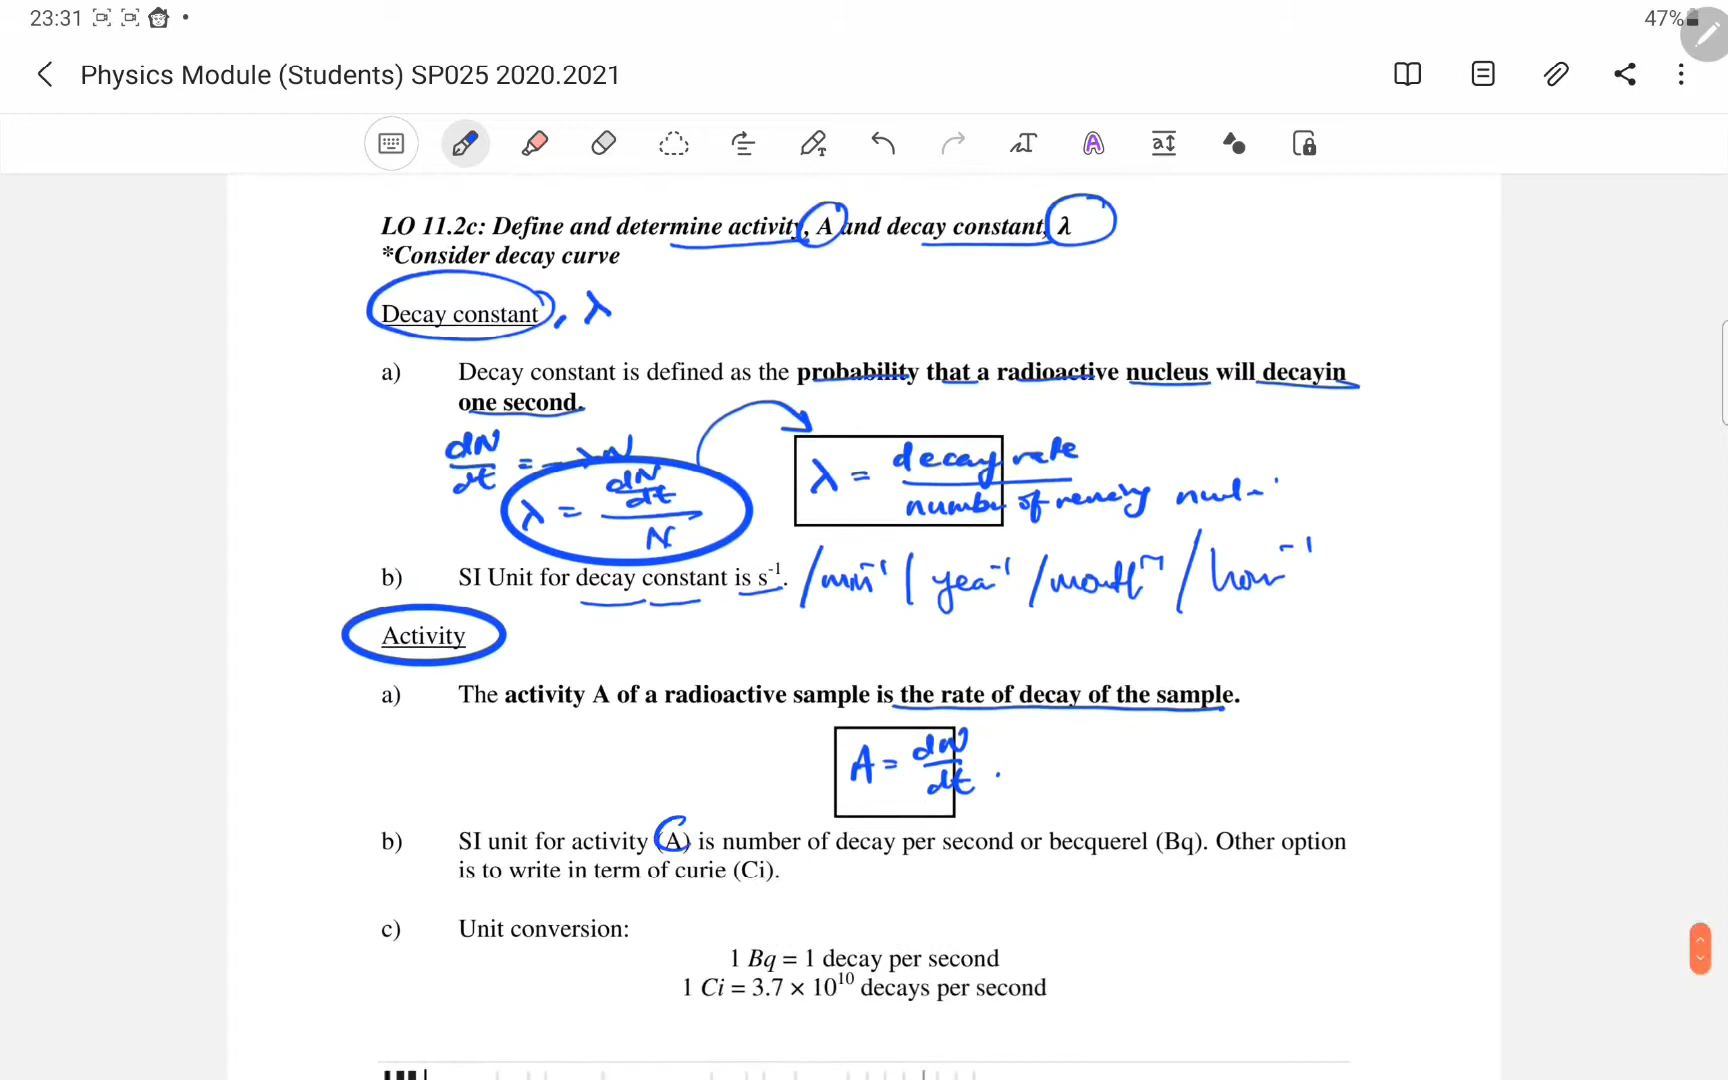 23:31
47%
Physics Module (Students) SP025 2020.2021
LO 11.2c: Define and determine activity, A and decay constant, λ
*Consider decay curve
Decay constant, λ
a) Decay constant is defined as the probability that a radioactive nucleus will decayin
one second.
dN/dt = -λN
λ = dN/dt / N
λ = decay rate / number of
b) SI Unit for decay constant is s⁻¹. /min⁻¹ / year⁻¹ / month⁻¹ / hour⁻¹
Activity
a) The activity A of a radioactive sample is the rate of decay of the sample.
A = dN/dt .
b) SI unit for activity (A) is number of decay per second or becquerel (Bq). Other option
is to write in term of curie (Ci).
c) Unit conversion:
1 Bq = 1 decay per second
1 Ci = 3.7 × 10¹⁰ decays per second